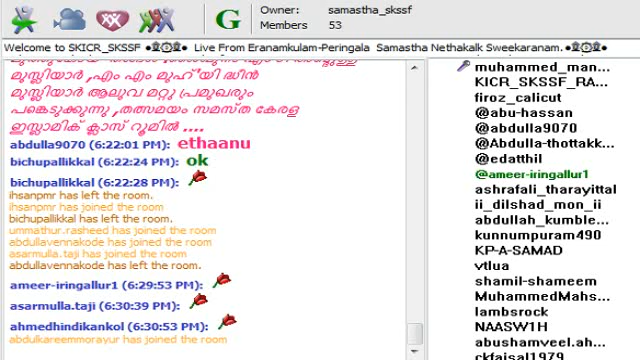 Owner: samastha_skssf
Members 53
G
Welcome to SKICR_SKSSF Live From Eranamkulam-Peringala Samastha Nethakalk Sweekaranam.
മുസ്ലിയാർ ,എം എം മുഹ്‌യി ദ്ധീൻ
മുസ്ലിയാർ ആലുവ മറ്റു പ്രമുഖരും
പങ്കെടുക്കുന്നു ,തത്സമയം സമസ്ത കേരള
ഇസ്ലാമിക് ക്ലാസ് റൂമിൽ ....
abdulla9070 (6:22:01 PM): ethaanu
bichupallikkal (6:22:24 PM): ok
bichupallikkal (6:22:28 PM):
ihsanpmr has left the room.
ihsanpmr has joined the room
bichupallikkal has left the room.
ummathur.rasheed has joined the room
abdullavennakode has joined the room
asarmulla.taji has joined the room
abdullavennakode has left the room.
ameer-iringallur1 (6:29:53 PM):
asarmulla.taji (6:30:39 PM):
ahmedhindikankol (6:30:53 PM):
abdulkareemmorayur has joined the room
muhammed_man...
KICR_SKSSF_RA...
firoz_calicut
@abu-hassan
@abdulla9070
@Abdulla-thottakk...
@edatthil
@ameer-iringallur1
ashrafali_tharayittal
ii_dilshad_mon_ii
abdullah_kumble...
kunnumpuram490
KP-A-SAMAD
vtlua
shamil-shameem
MuhammedMahs...
lambsrock
NAASW1H
abushamveel.ah...
ckfaisal1979